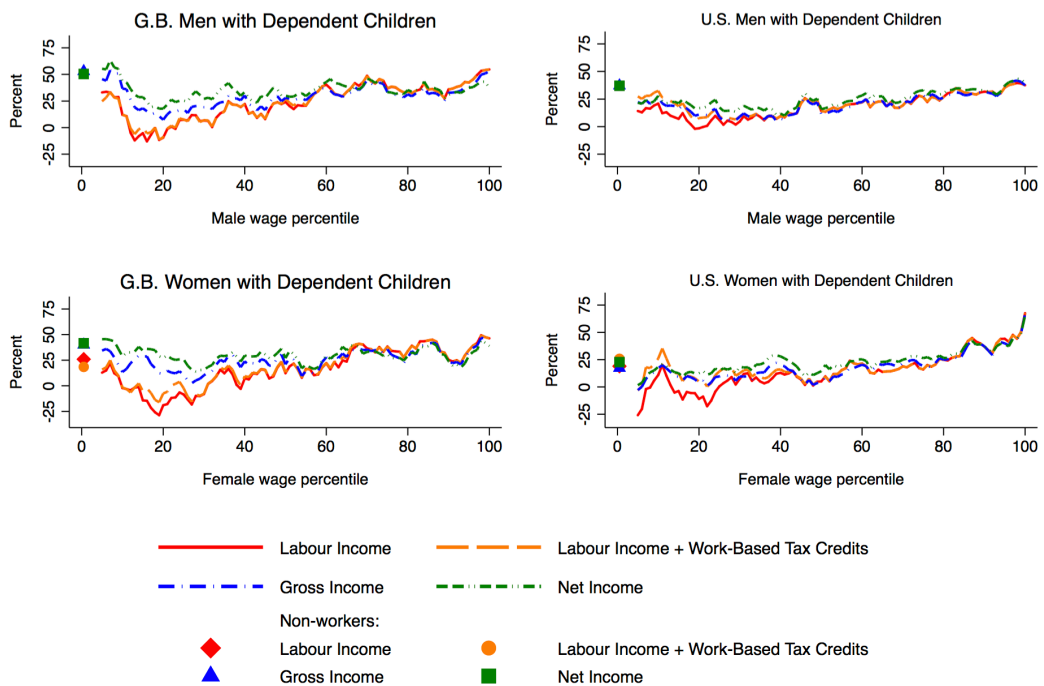 G.B. Men with Dependent Children
75
50
25
0
-25
Percent
0 20 40 60 80 100
Male wage percentile
U.S. Men with Dependent Children
75
50
25
0
-25
Percent
0 20 40 60 80 100
Male wage percentile
G.B. Women with Dependent Children
75
50
25
0
-25
Percent
0 20 40 60 80 100
Female wage percentile
U.S. Women with Dependent Children
75
50
25
0
-25
Percent
0 20 40 60 80 100
Female wage percentile
Labour Income
Labour Income + Work-Based Tax Credits
Gross Income
Net Income
Non-workers:
Labour Income
Labour Income + Work-Based Tax Credits
Gross Income
Net Income